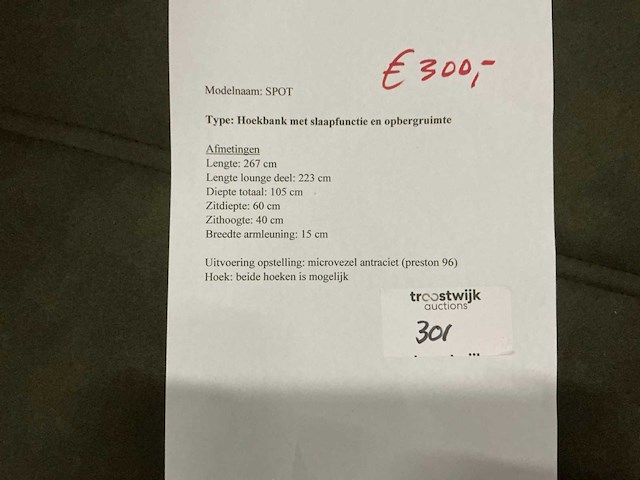 € 300,-
Modelnaam: SPOT
Type: Hoekbank met slaapfunctie en opbergruimte
Afmetingen
Lengte: 267 cm
Lengte lounge deel: 223 cm
Diepte totaal: 105 cm
Zitdiepte: 60 cm
Zithoogte: 40 cm
Breedte armleuning: 15 cm
Uitvoering opstelling: microvezel antraciet (preston 96)
Hoek: beide hoeken is mogelijk
troostwijk
auctions
301